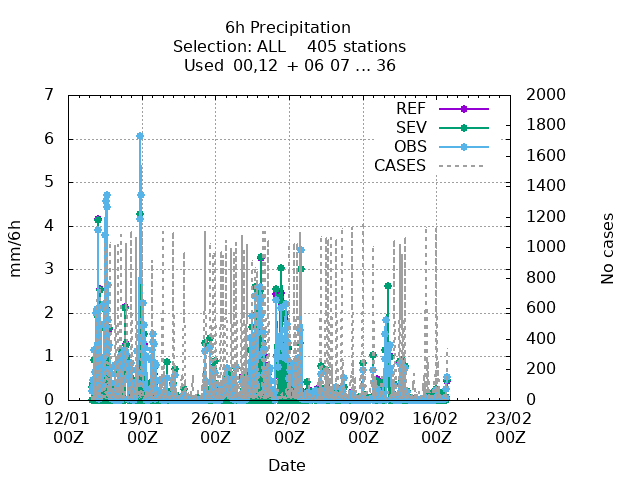 6h Precipitation
Selection: ALL    405 stations
Used  00,12  + 06 07 ... 36
7
6
5
4
3
2
1
0
mm/6h
2000
1800
1600
1400
1200
1000
800
600
400
200
0
No cases
REF
SEV
OBS
CASES
12/01 19/01 26/01 02/02 09/02 16/02 23/02
00Z 00Z 00Z 00Z 00Z 00Z 00Z
Date